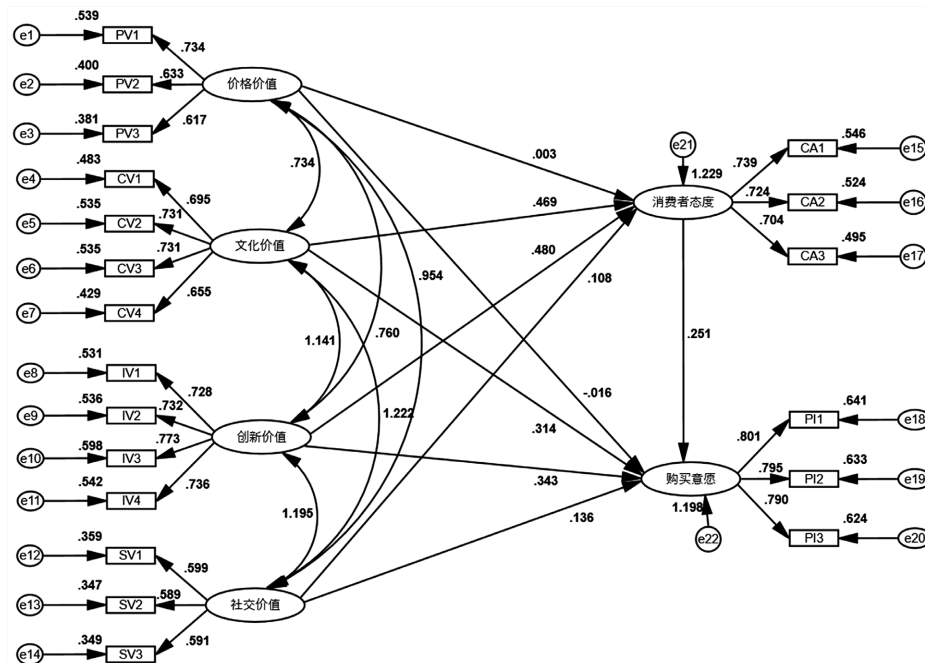 .539
e1
PV1
.734
.400
e2
PV2
.633
价格价值
.381
e3
PV3
.617
.483
e4
CV1
.695
.535
e5
CV2
.731
文化价值
.535
e6
CV3
.731
.429
e7
CV4
.655
.734
.954
.760
1.141
1.222
.531
e8
IV1
.728
.536
e9
IV2
.732
创新价值
.598
e10
IV3
.773
.542
e11
IV4
.736
1.195
.359
e12
SV1
.599
.347
e13
SV2
.589
社交价值
.349
e14
SV3
.591
.003
.469
.480
.108
.251
-.016
.314
.343
.136
e21
1.229
消费者态度
.739
CA1
.546
e15
.724
CA2
.524
e16
.704
CA3
.495
e17
购买意愿
1.198
e22
.801
PI1
.641
e18
.795
PI2
.633
e19
.790
PI3
.624
e20